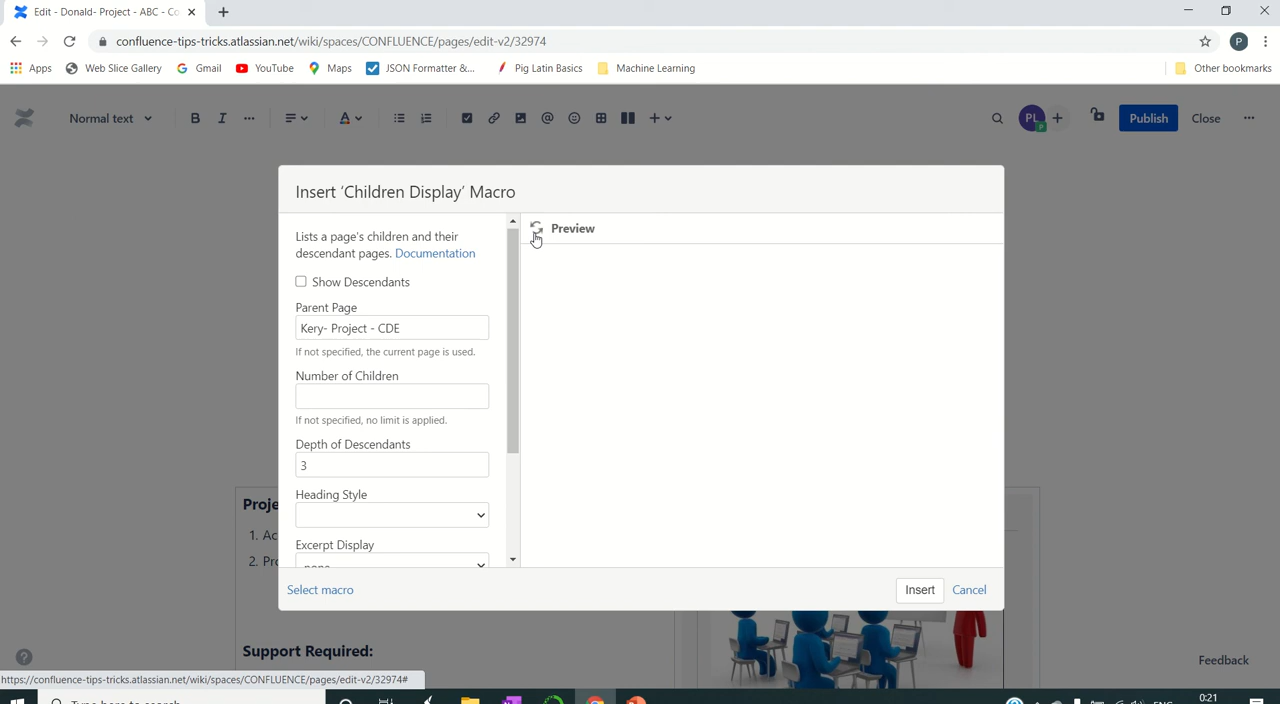 Edit - Donald- Project - ABC - Co
confluence-tips-tricks.atlassian.net/wiki/spaces/CONFLUENCE/pages/edit-v2/32974
P
Apps Web Slice Gallery Gmail YouTube Maps JSON Formatter &... Pig Latin Basics Machine Learning Other bookmarks
Normal text B I ... A PL P Publish Close ...
Insert 'Children Display' Macro
Lists a page's children and their
descendant pages. Documentation
Preview
Show Descendants
Parent Page
Kery- Project - CDE
If not specified, the current page is used.
Number of Children
If not specified, no limit is applied.
Depth of Descendants
3
Heading Style
Excerpt Display
none
Proje
1. Ac
2. Pro
Select macro
Insert Cancel
Support Required:
Feedback
https://confluence-tips-tricks.atlassian.net/wiki/spaces/CONFLUENCE/pages/edit-v2/32974#
Type here to search
ENG 0:21